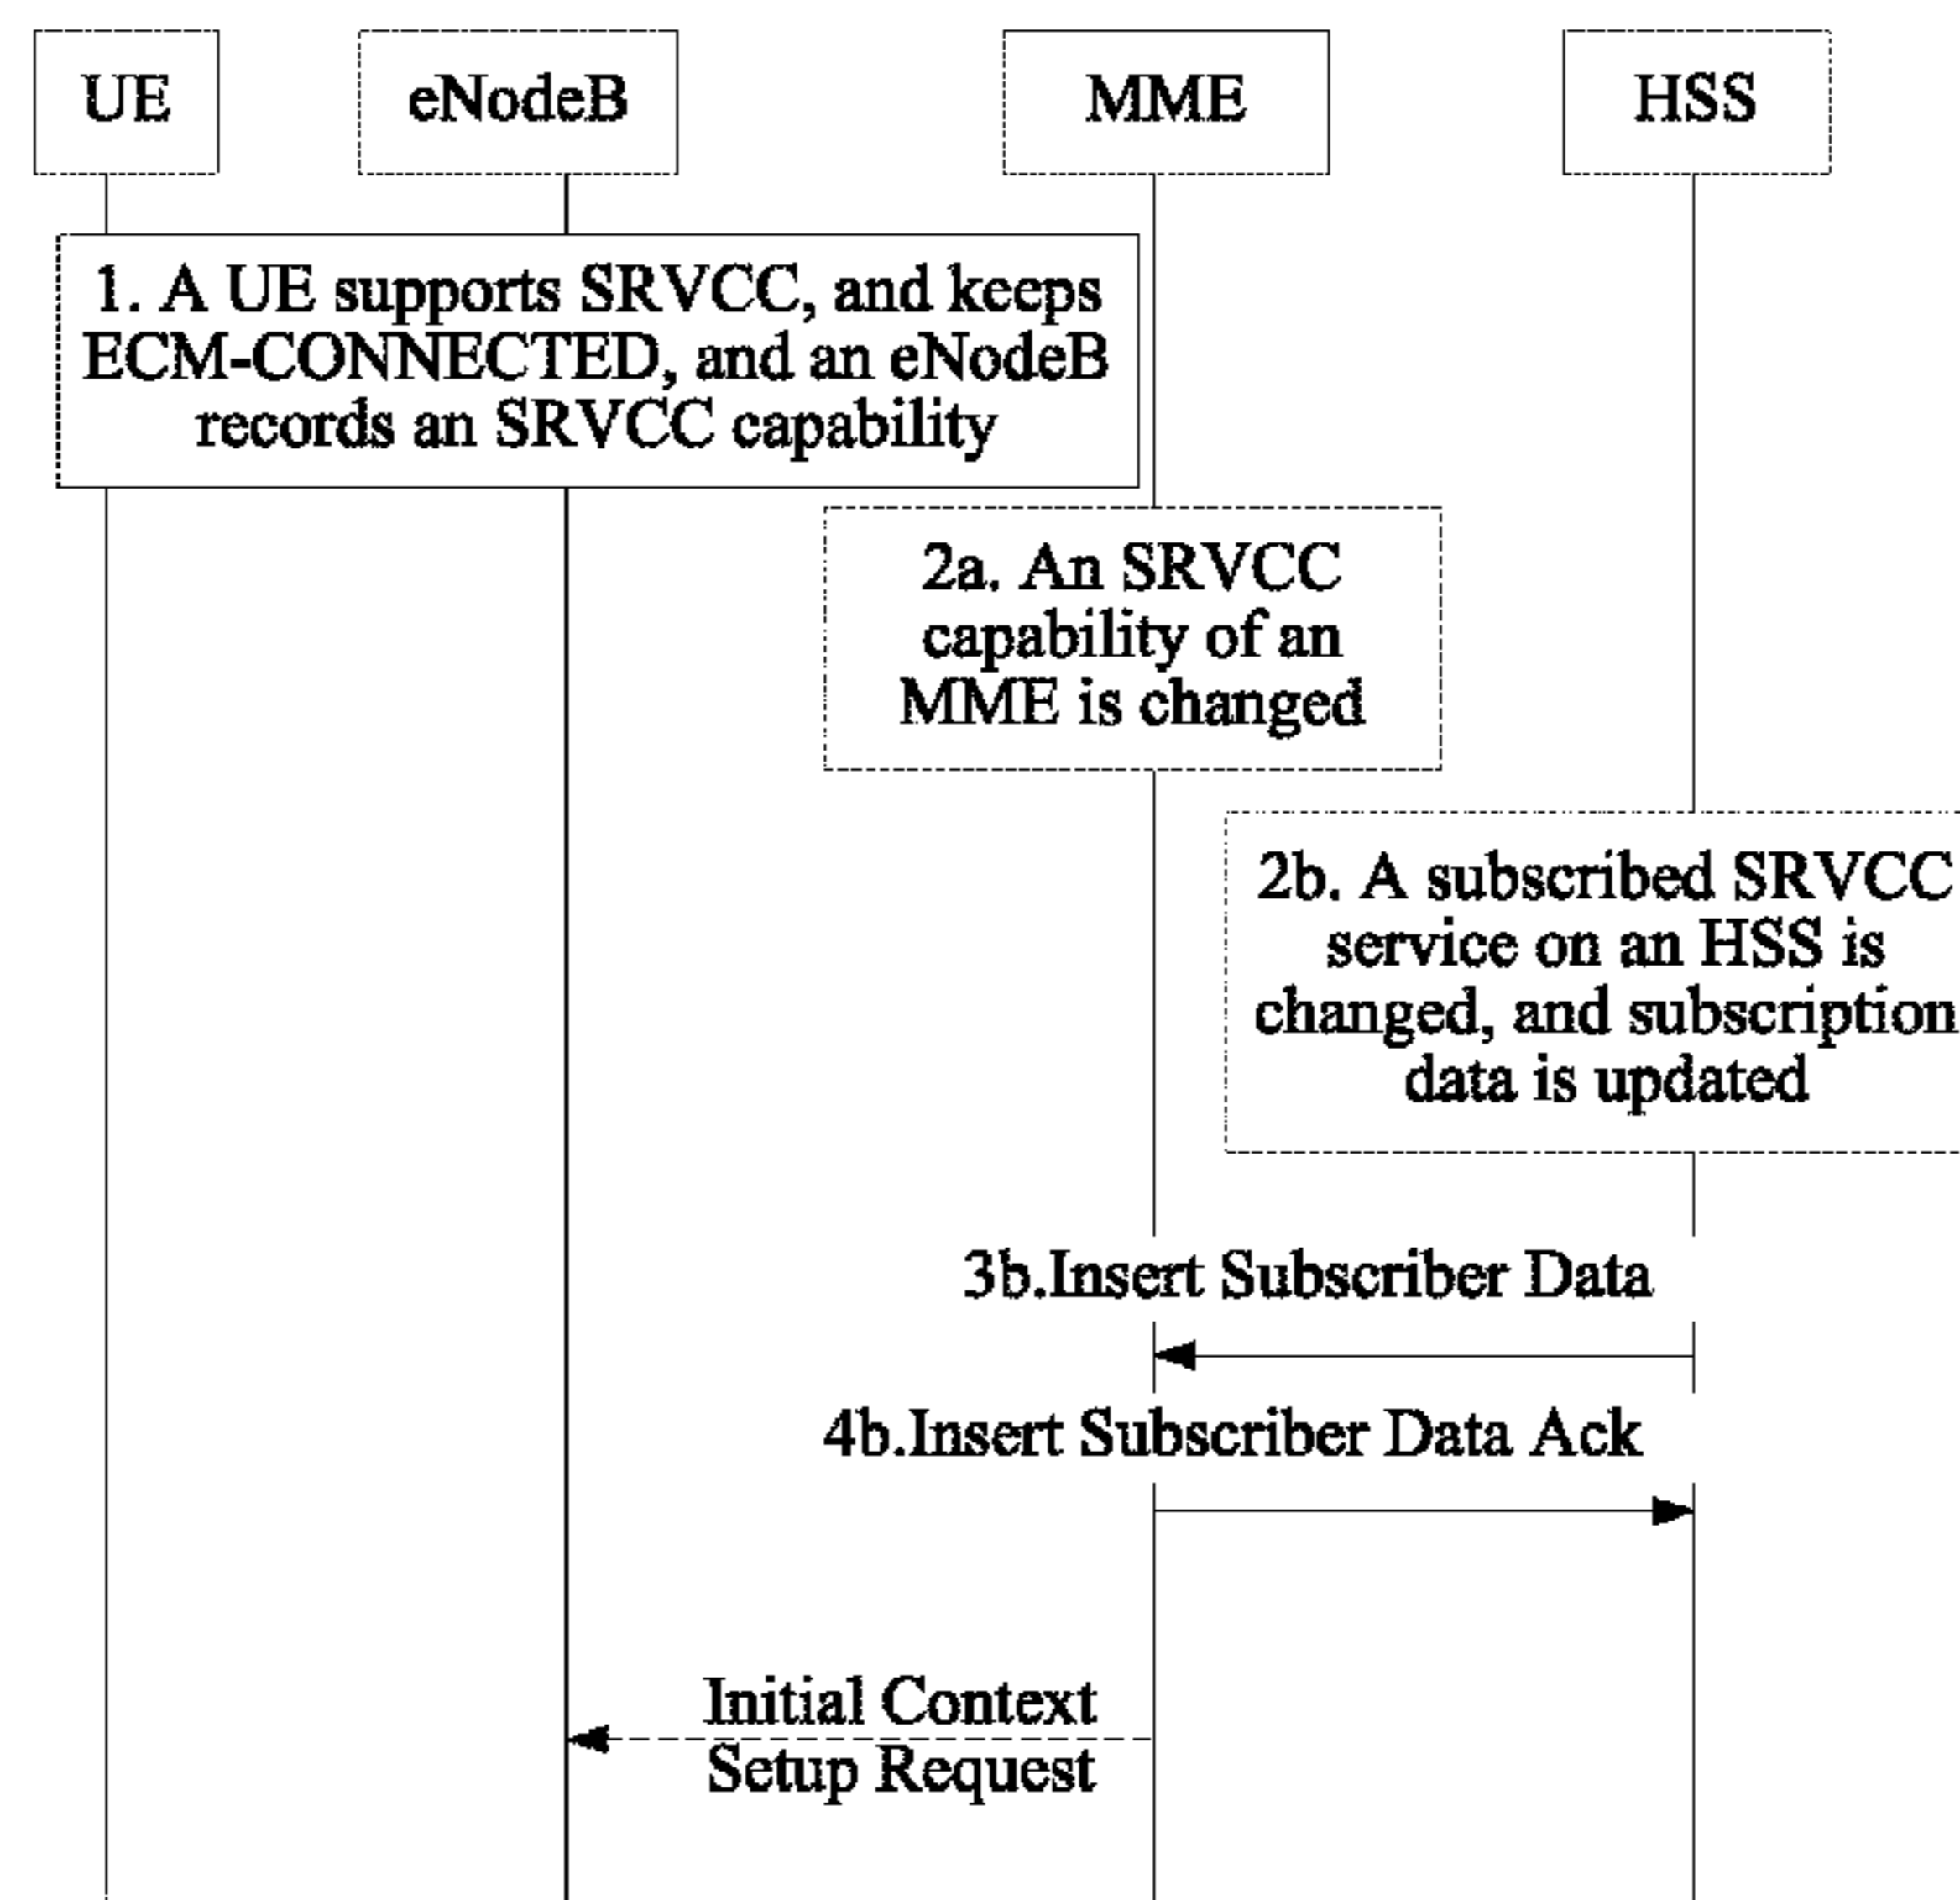 UE
eNodeB
MME
HSS
1. A UE supports SRVCC, and keeps
ECM-CONNECTED, and an eNodeB
records an SRVCC capability
2a. An SRVCC
capability of an
MME is changed
2b. A subscribed SRVCC
service on an HSS is
changed, and subscription
data is updated
3b.Insert Subscriber Data
4b.Insert Subscriber Data Ack
Initial Context
Setup Request